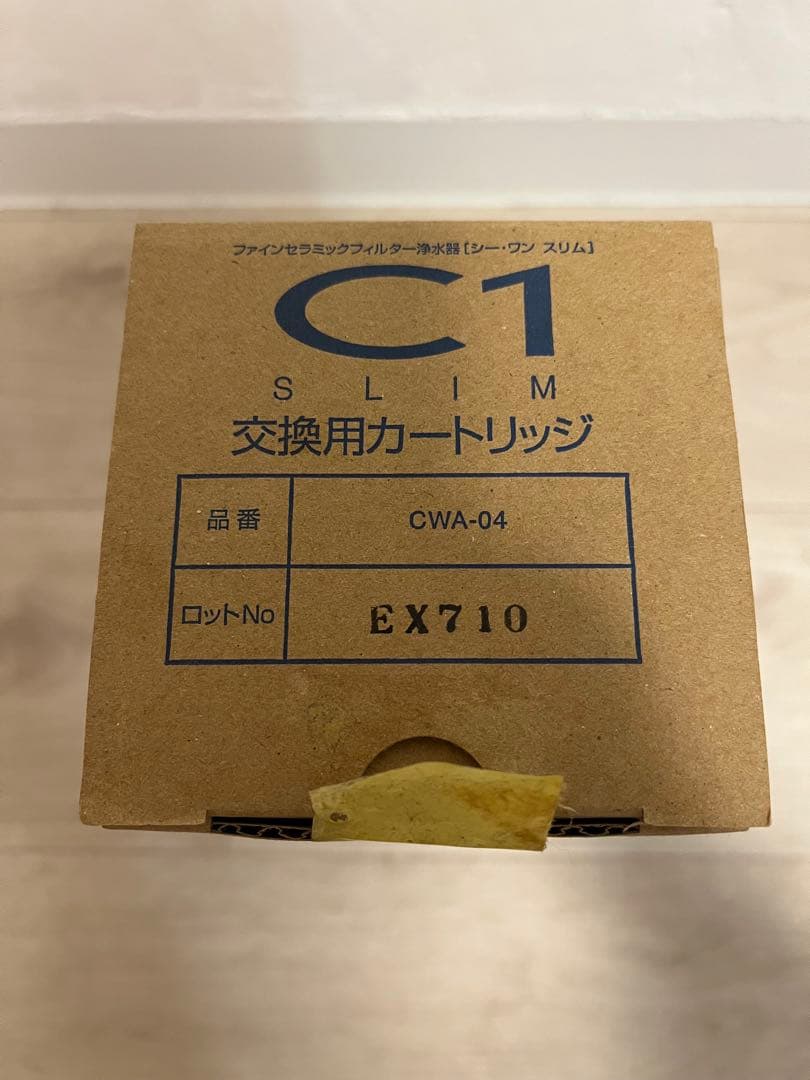 ファインセラミックフィルター浄水器［シー・ワン スリム］
C1
SLIM
交換用カートリッジ
品番 CWA-04
ロットNo EX710